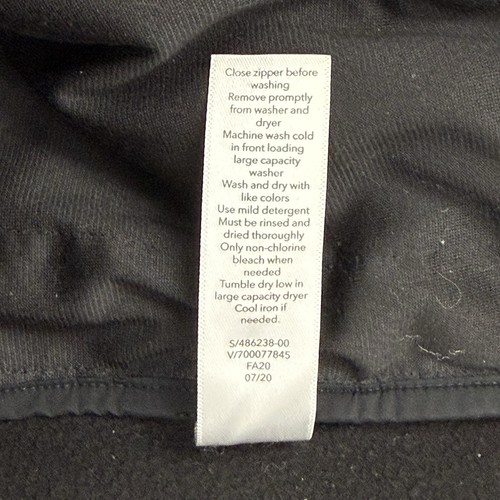 Close zipper before
washing
Remove promptly
from washer and
dryer
Machine wash cold
in front loading
large capacity
washer
Wash and dry with
like colors
Use mild detergent
Must be rinsed and
dried thoroughly
Only non-chlorine
bleach when
needed
Tumble dry low in
large capacity dryer
Cool iron if
needed.
S/486238-00
V/700077845
FA20
07/20